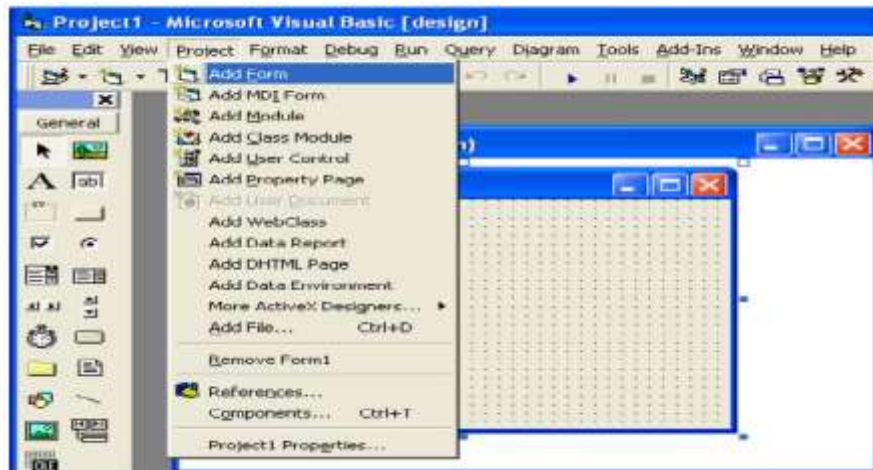 Project1 - Microsoft Visual Basic [design]
File Edit View Project Format Debug Run Query Diagram Tools Add-Ins Window Help
General
Add Form
Add MDI Form
Add Module
Add Class Module
Add User Control
Add Property Page
Add User Document
Add WebClass
Add Data Report
Add DHTML Page
Add Data Environment
More ActiveX Designers...
Add File... Ctrl+D
Remove Form1
References...
Components... Ctrl+T
Project1 Properties...